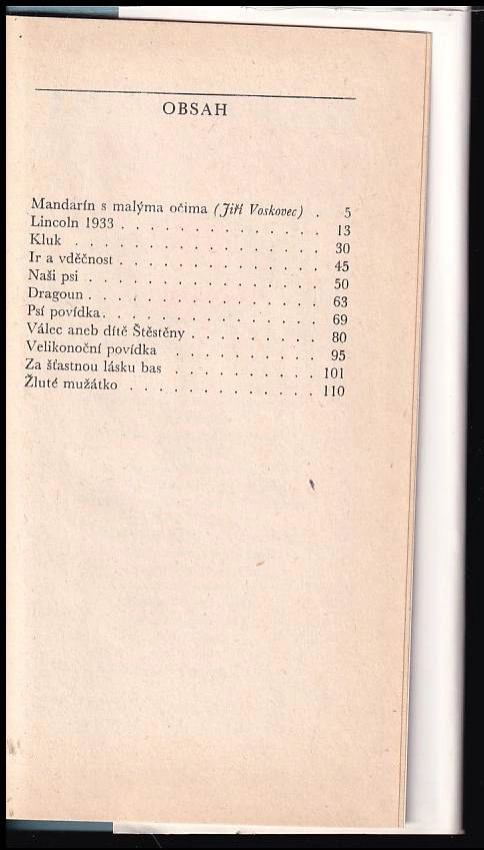 OBSAH
Mandarín s malýma očima (Jiří Voskovec) . 5
Lincoln 1933 . . . . . . . . . . . . . . 13
Kluk . . . . . . . . . . . . . . . . . 30
Ir a vděčnost . . . . . . . . . . . . . . 45
Naši psi . . . . . . . . . . . . . . . . 50
Dragoun . . . . . . . . . . . . . . . . 63
Psí povídka . . . . . . . . . . . . . . . 69
Válec aneb dítě Štěstěny . . . . . . . . . 80
Velikonoční povídka . . . . . . . . . . 95
Za šťastnou lásku bas . . . . . . . . . . 101
Žluté mužátko . . . . . . . . . . . . . 110